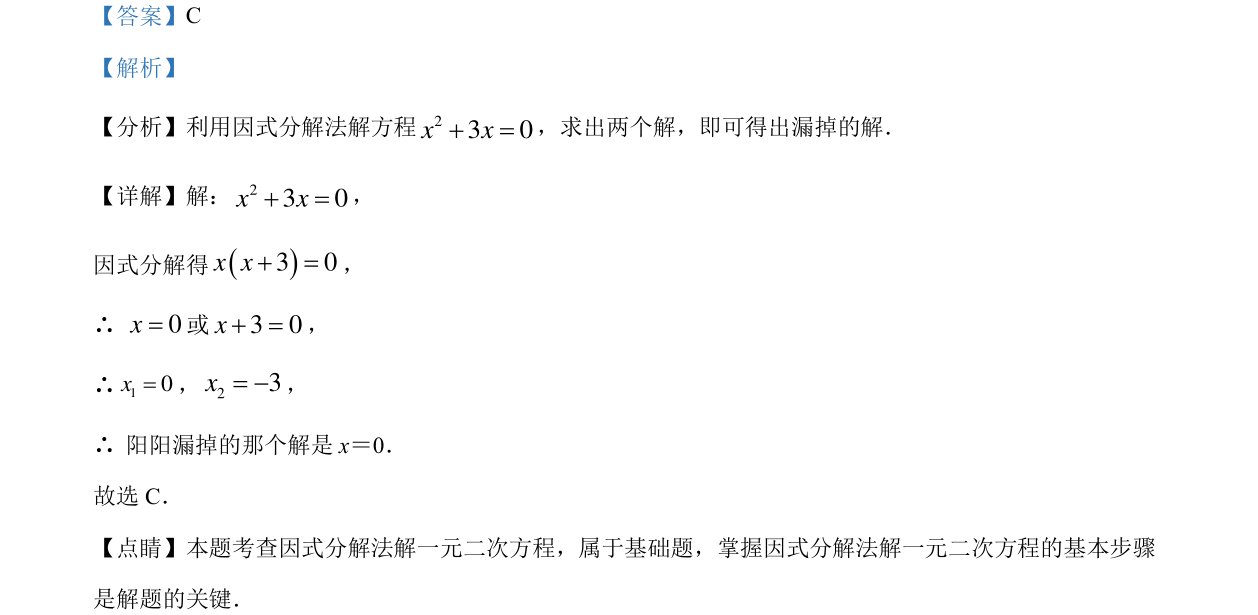 【答案】C
【解析】
【分析】利用因式分解法解方程 x² + 3x = 0，求出两个解，即可得出漏掉的解．
【详解】解： x² + 3x = 0，
因式分解得 x(x + 3) = 0，
∴ x = 0 或 x + 3 = 0，
∴ x₁ = 0， x₂ = −3，
∴ 阳阳漏掉的那个解是 x＝0．
故选 C．
【点睛】本题考查因式分解法解一元二次方程，属于基础题，掌握因式分解法解一元二次方程的基本步骤
是解题的关键．